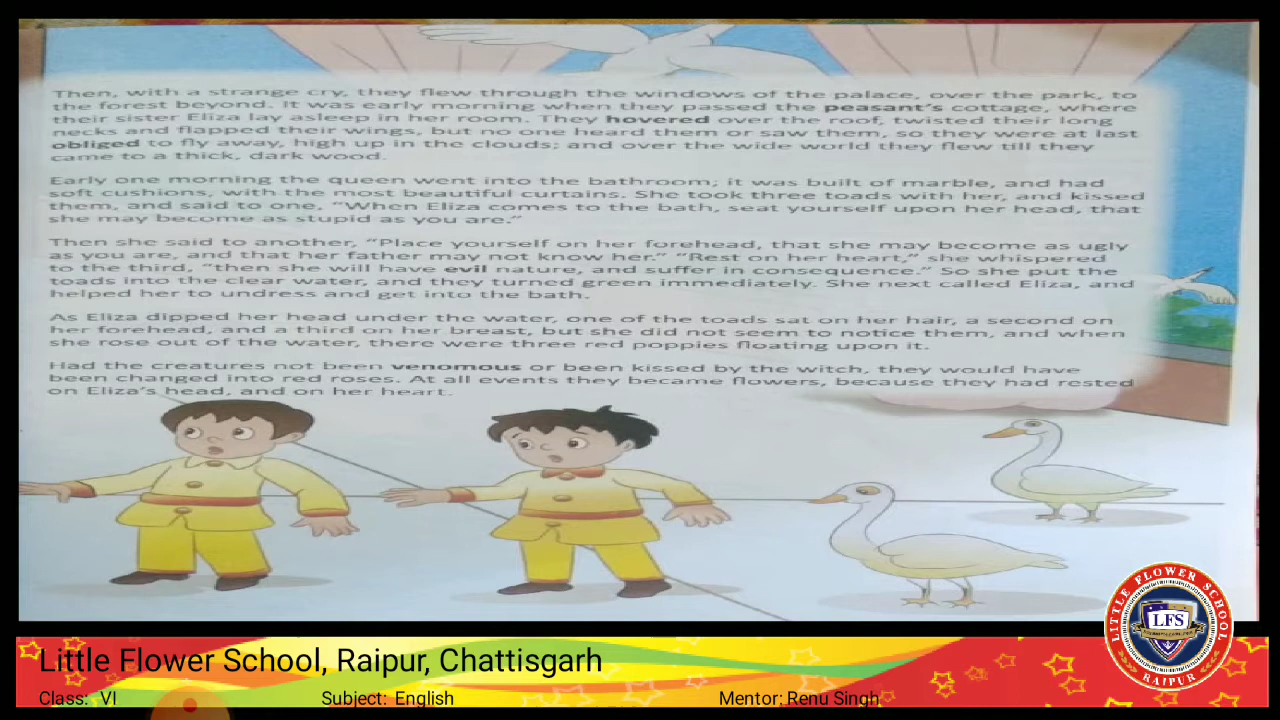 Then, with a strange cry, they flew through the windows of the palace, over the park, to
the forest beyond. It was early morning when they passed the peasant's cottage, where
their sister Eliza lay asleep in her room. They hovered over the roof, twisted their long
necks and flapped their wings, but no one heard them or saw them, so they were at last
obliged to fly away, high up in the clouds; and over the wide world they flew till they
came to a thick, dark wood.
Early one morning the queen went into the bathroom; it was built of marble, and had
soft cushions, with the most beautiful curtains. She took three toads with her, and kissed
them, and said to one, "When Eliza comes to the bath, seat yourself upon her head, that
she may become as stupid as you are."
Then she said to another, "Place yourself on her forehead, that she may become as ugly
as you are, and that her father may not know her." "Rest on her heart," she whispered
to the third, "then she will have evil nature, and suffer in consequence." So she put the
toads into the clear water, and they turned green immediately. She next called Eliza, and
helped her to undress and get into the bath.
As Eliza dipped her head under the water, one of the toads sat on her hair, a second on
her forehead, and a third on her breast, but she did not seem to notice them, and when
she rose out of the water, there were three red poppies floating upon it.
Had the creatures not been venomous or been kissed by the witch, they would have
been changed into red roses. At all events they became flowers, because they had rested
on Eliza's head, and on her heart.
LITTLE FLOWER SCHOOL
LFS
RAIPUR
Little Flower School, Raipur, Chattisgarh
Class: VI Subject: English Mentor: Renu Singh